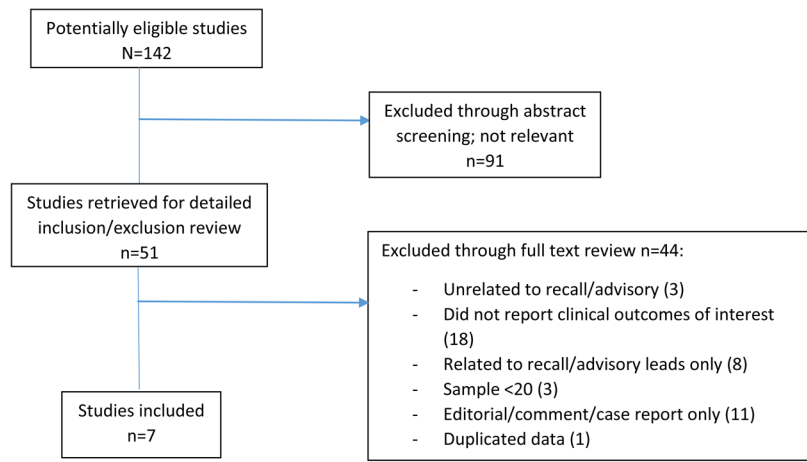 Potentially eligible studies
N=142
Excluded through abstract
screening; not relevant
n=91
Studies retrieved for detailed
inclusion/exclusion review
n=51
Excluded through full text review n=44:
- Unrelated to recall/advisory (3)
- Did not report clinical outcomes of interest
(18)
- Related to recall/advisory leads only (8)
- Sample <20 (3)
- Editorial/comment/case report only (11)
- Duplicated data (1)
Studies included
n=7